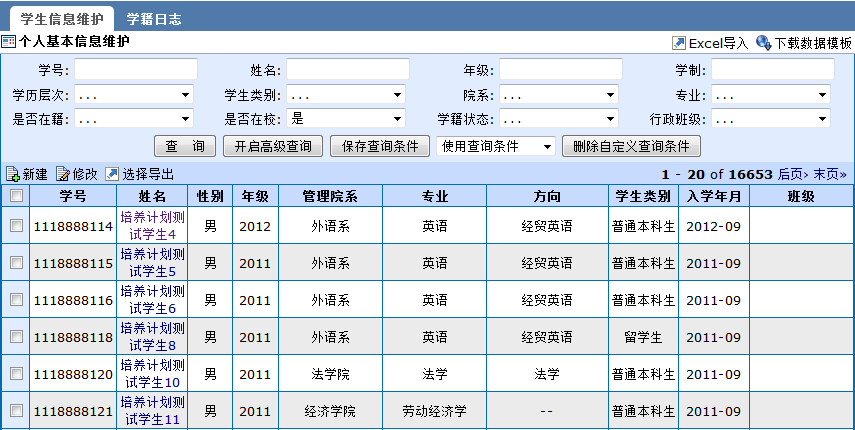 学生信息维护 学籍日志
个人基本信息维护 Excel导入 下载数据模板
学号: 姓名: 年级: 学制:
学历层次: ... 学生类别: ... 院系: ... 专业: ...
是否在籍: ... 是否在校: 是 学籍状态: ... 行政班级: ...
查 询 开启高级查询 保存查询条件 使用查询条件 删除自定义查询条件
新建 修改 选择导出 1 - 20 of 16653 后页› 末页»
学号 姓名 性别 年级 管理院系 专业 方向 学生类别 入学年月 班级
1118888114 培养计划测试学生4 男 2012 外语系 英语 经贸英语 普通本科生 2012-09
1118888115 培养计划测试学生5 男 2011 外语系 英语 经贸英语 普通本科生 2011-09
1118888116 培养计划测试学生6 男 2011 外语系 英语 经贸英语 普通本科生 2011-09
1118888118 培养计划测试学生8 男 2011 外语系 英语 经贸英语 留学生 2011-09
1118888120 培养计划测试学生10 男 2011 法学院 法学 法学 普通本科生 2011-09
1118888121 培养计划测试学生11 男 2011 经济学院 劳动经济学 -- 普通本科生 2011-09